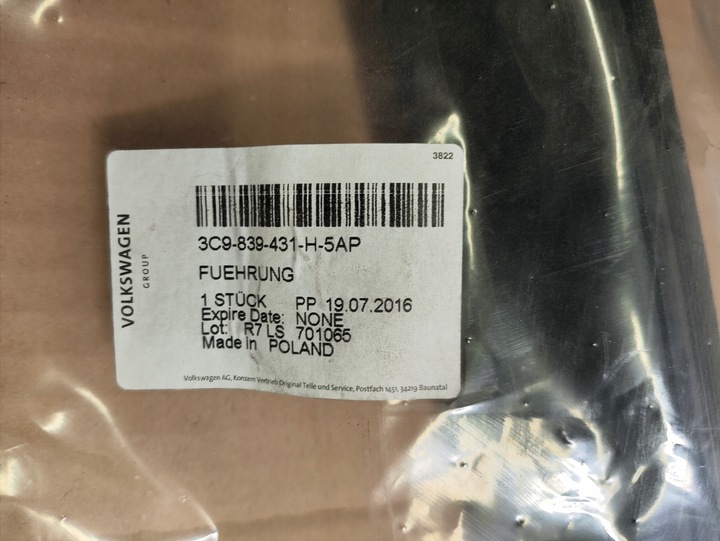 3822
VOLKSWAGEN
GROUP
3C9-839-431-H-5AP
FUEHRUNG
1 STÜCK PP 19.07.2016
Expire Date: NONE
Lot: R7 LS 701065
Made in POLAND
Volkswagen AG, Konzern Vertrieb Original Teile und Service, Postfach 1451, 34219 Baunatal